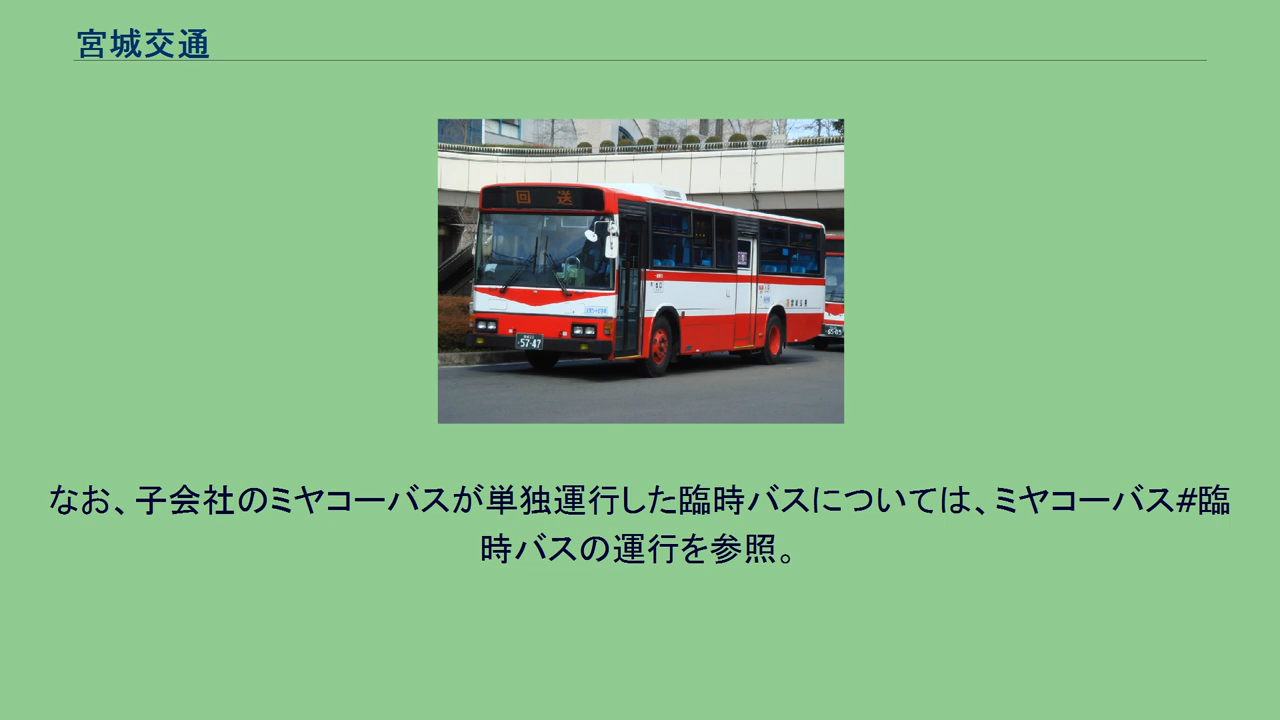 宮城交通
回送
57-47
なお、子会社のミヤコーバスが単独運行した臨時バスについては、ミヤコーバス#臨
時バスの運行を参照。